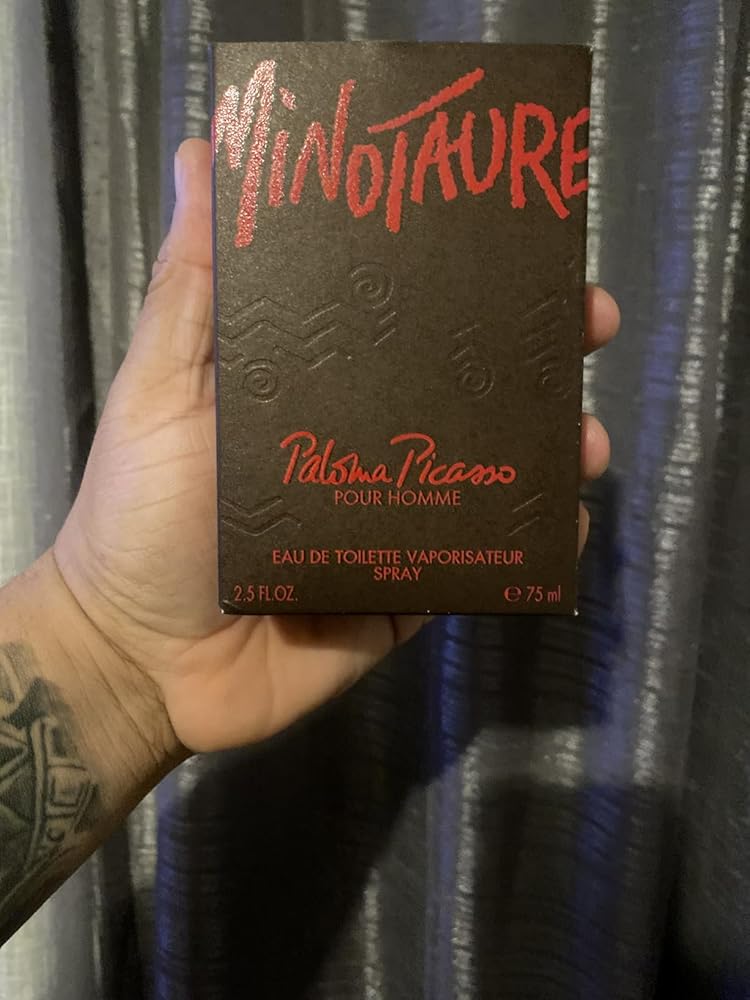 MiNOTAURE
Paloma Picasso
POUR HOMME
EAU DE TOILETTE VAPORISATEUR
SPRAY
2.5 FL.OZ. ℮ 75 ml